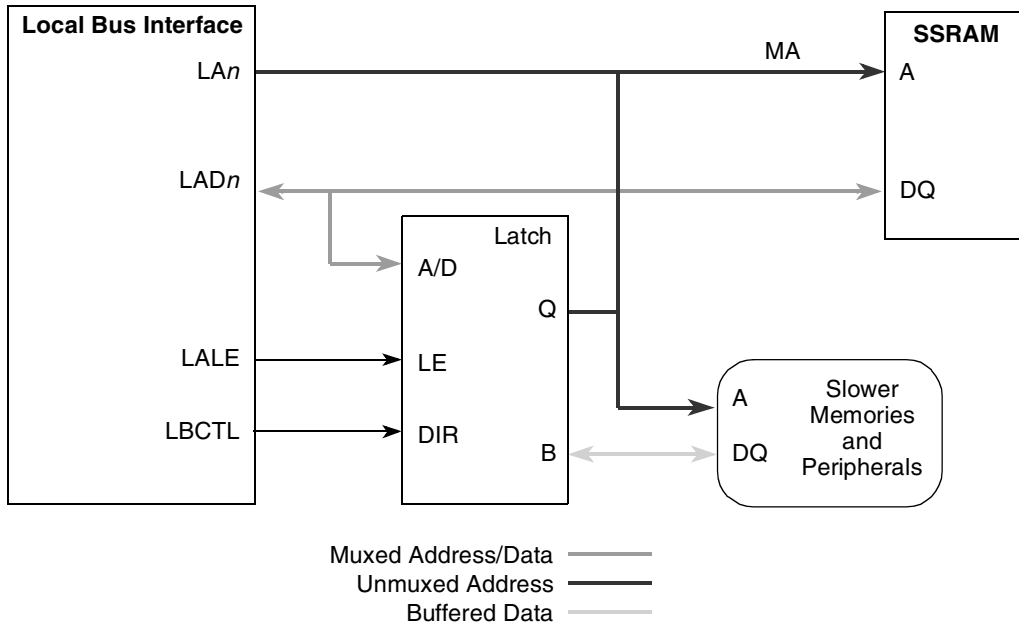 Local Bus Interface
LAn
LADn
LALE
LBCTL
MA
SSRAM
A
DQ
Latch
A/D
Q
LE
DIR
B
A
DQ
Slower
Memories
and
Peripherals
Muxed Address/Data
Unmuxed Address
Buffered Data